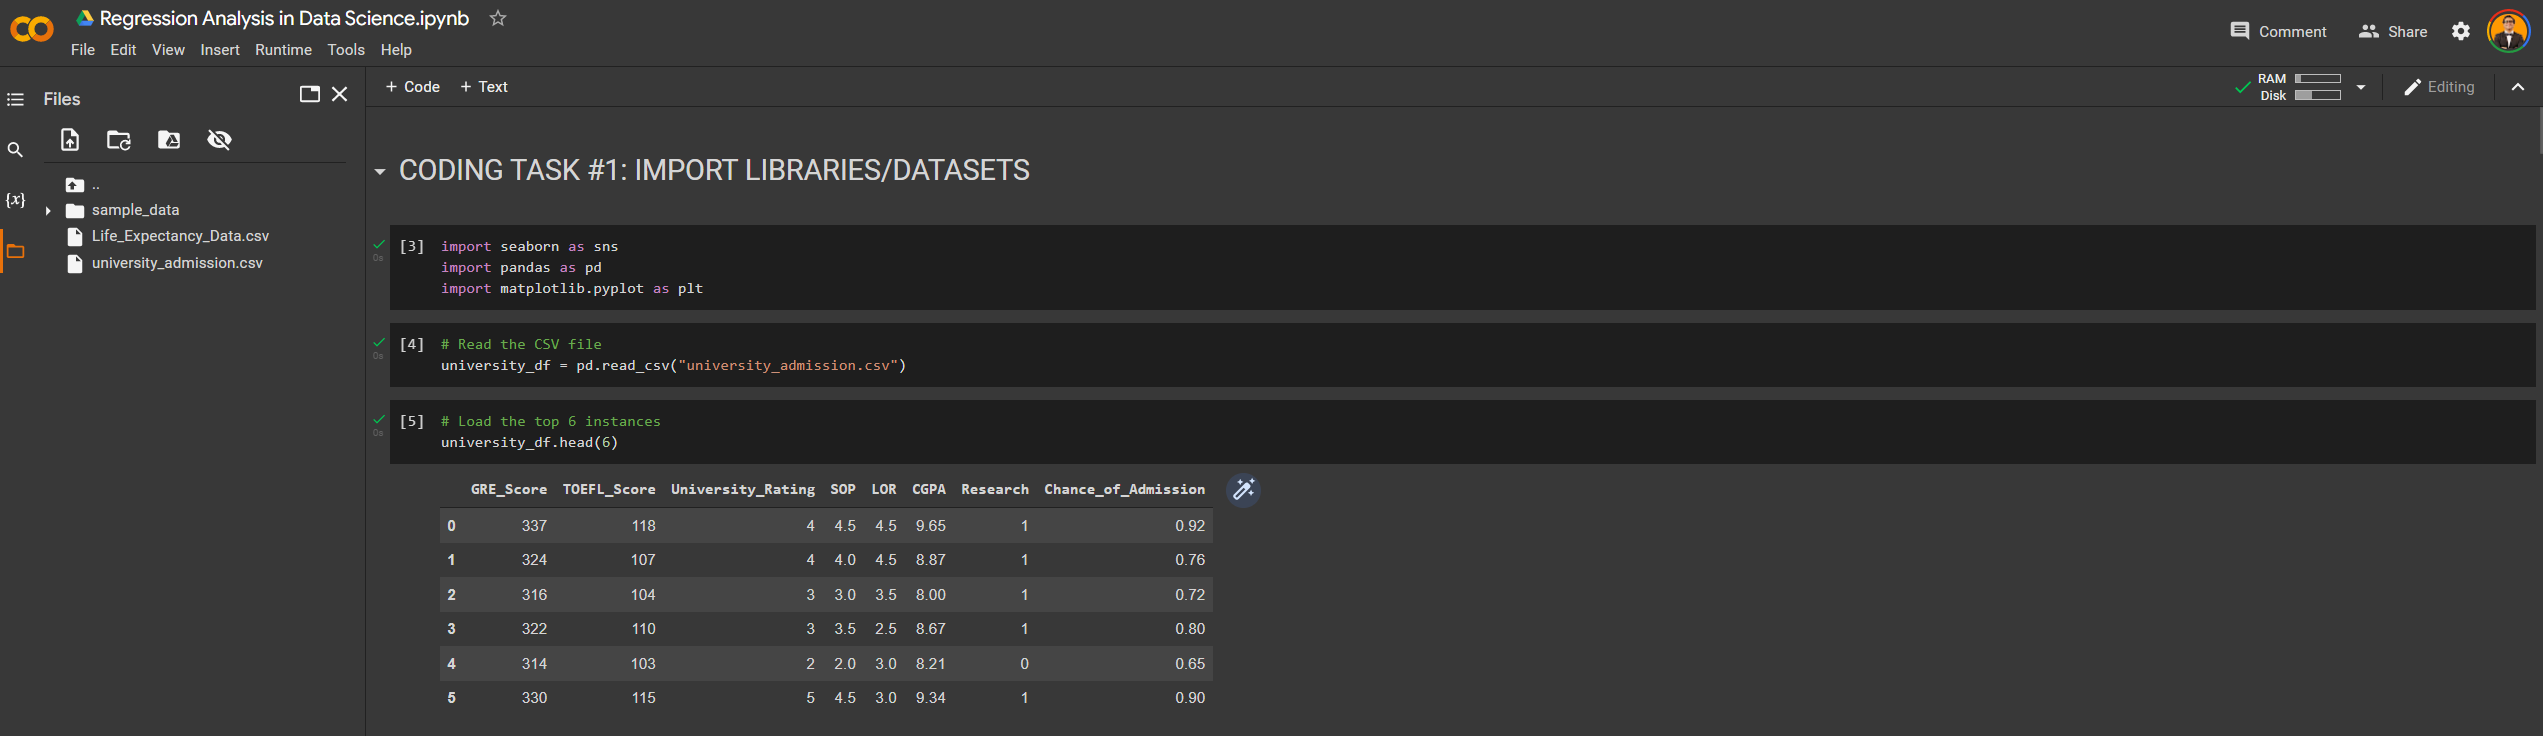 Regression Analysis in Data Science.ipynb
File Edit View Insert Runtime Tools Help
Comment Share
Files
+ Code + Text
RAM
Disk
Editing
..
sample_data
Life_Expectancy_Data.csv
university_admission.csv
{x}
CODING TASK #1: IMPORT LIBRARIES/DATASETS
[3] import seaborn as sns
0s
import pandas as pd
import matplotlib.pyplot as plt
[4] # Read the CSV file
0s
university_df = pd.read_csv("university_admission.csv")
[5] # Load the top 6 instances
0s
university_df.head(6)
GRE_Score TOEFL_Score University_Rating SOP LOR CGPA Research Chance_of_Admission
0 337 118 4 4.5 4.5 9.65 1 0.92
1 324 107 4 4.0 4.5 8.87 1 0.76
2 316 104 3 3.0 3.5 8.00 1 0.72
3 322 110 3 3.5 2.5 8.67 1 0.80
4 314 103 2 2.0 3.0 8.21 0 0.65
5 330 115 5 4.5 3.0 9.34 1 0.90